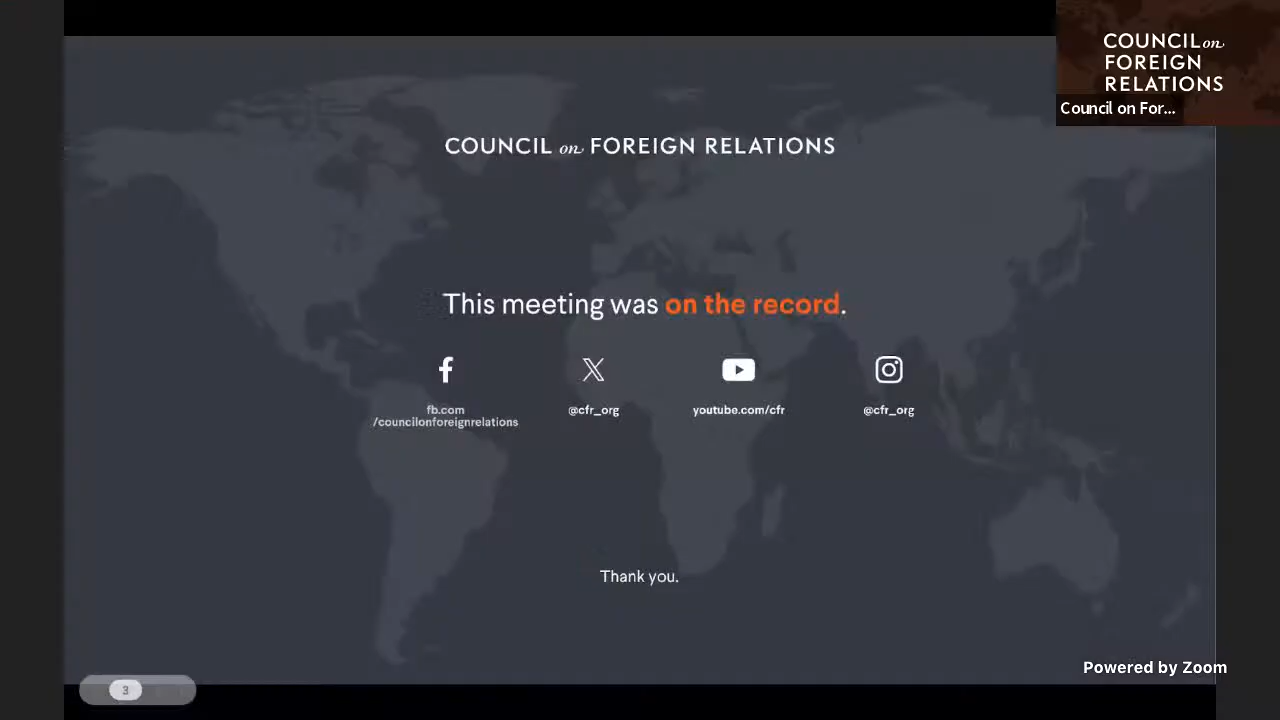 COUNCIL on
FOREIGN
RELATIONS
Council on For...
COUNCIL on FOREIGN RELATIONS
This meeting was on the record.
fb.com
/councilonforeignrelations
@cfr_org
youtube.com/cfr
@cfr_org
Thank you.
Powered by Zoom
3